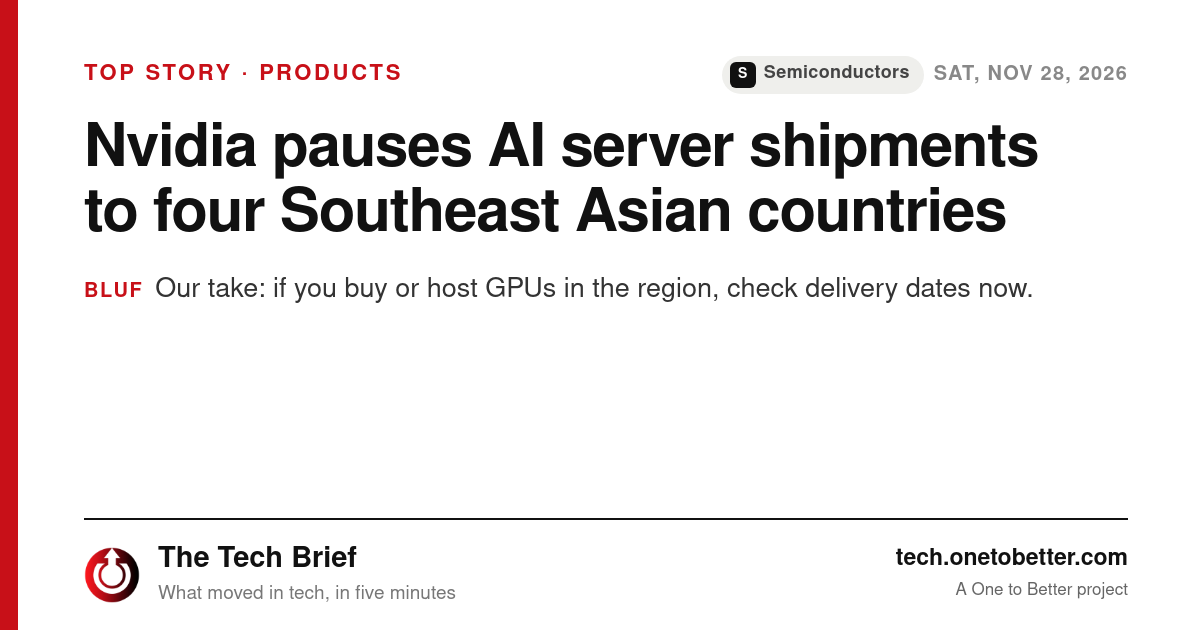 TOP STORY · PRODUCTS
S Semiconductors SAT, NOV 28, 2026
Nvidia pauses AI server shipments
to four Southeast Asian countries
BLUF Our take: if you buy or host GPUs in the region, check delivery dates now.
The Tech Brief
What moved in tech, in five minutes
tech.onetobetter.com
A One to Better project